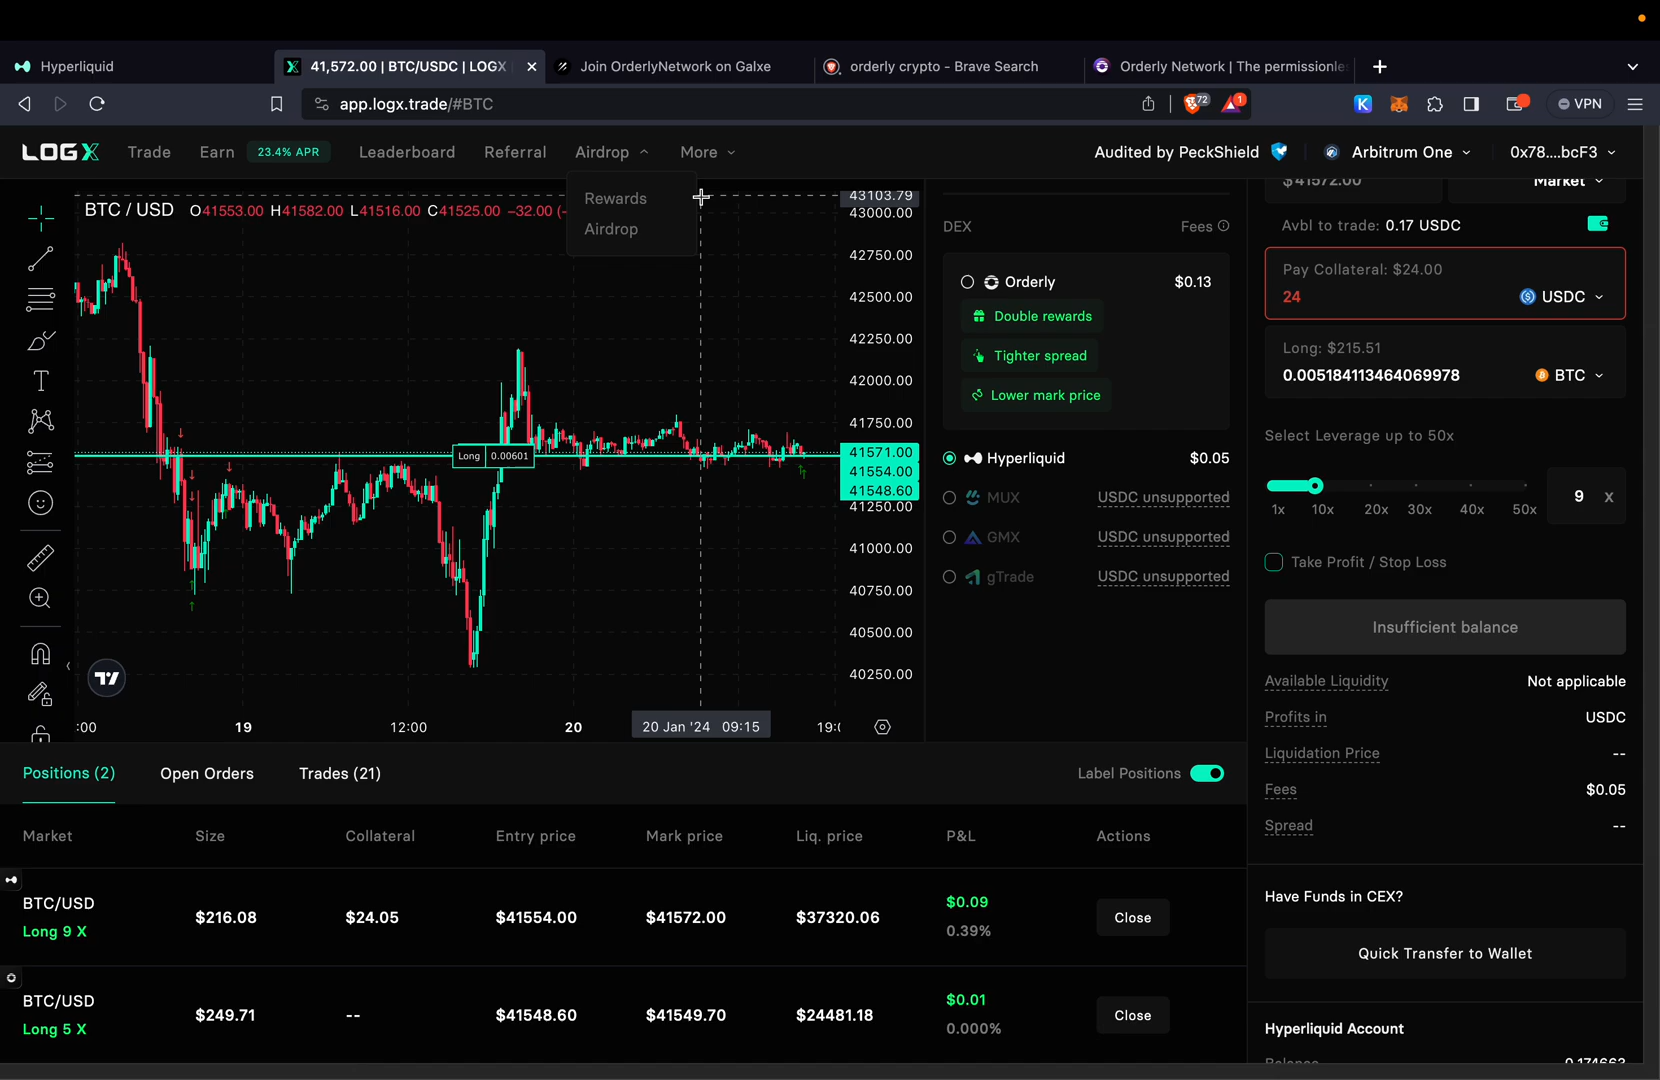 Hyperliquid
41,572.00 | BTC/USDC | LOGX
Join OrderlyNetwork on Galxe
orderly crypto - Brave Search
Orderly Network | The permissionle
app.logx.trade/#BTC
72
1
K
VPN
LOGX
Trade
Earn
23.4% APR
Leaderboard
Referral
Airdrop
More
Audited by PeckShield
Arbitrum One
0x78....bcF3
Rewards
Airdrop
BTC / USD O41553.00 H41582.00 L41516.00 C41525.00 −32.00 (−
43103.79
43000.00
42750.00
42500.00
42250.00
42000.00
41750.00
41571.00
41554.00
41548.60
41250.00
41000.00
40750.00
40500.00
40250.00
Long 0.00601
:00
19
12:00
20
20 Jan '24 09:15
19:0
DEX
Fees
Orderly
$0.13
Double rewards
Tighter spread
Lower mark price
Hyperliquid
$0.05
MUX
USDC unsupported
GMX
USDC unsupported
gTrade
USDC unsupported
$41572.00
Market
Avbl to trade: 0.17 USDC
Pay Collateral: $24.00
24
USDC
Long: $215.51
0.005184113464069978
BTC
Select Leverage up to 50x
1x 10x 20x 30x 40x 50x
9 x
Take Profit / Stop Loss
Insufficient balance
Available Liquidity
Not applicable
Profits in
USDC
Liquidation Price
--
Fees
$0.05
Spread
--
Have Funds in CEX?
Quick Transfer to Wallet
Hyperliquid Account
Balance
0.174663
Positions (2)
Open Orders
Trades (21)
Label Positions
Market Size Collateral Entry price Mark price Liq. price P&L Actions
BTC/USD
Long 9 X
$216.08
$24.05
$41554.00
$41572.00
$37320.06
$0.09
0.39%
Close
BTC/USD
Long 5 X
$249.71
--
$41548.60
$41549.70
$24481.18
$0.01
0.000%
Close